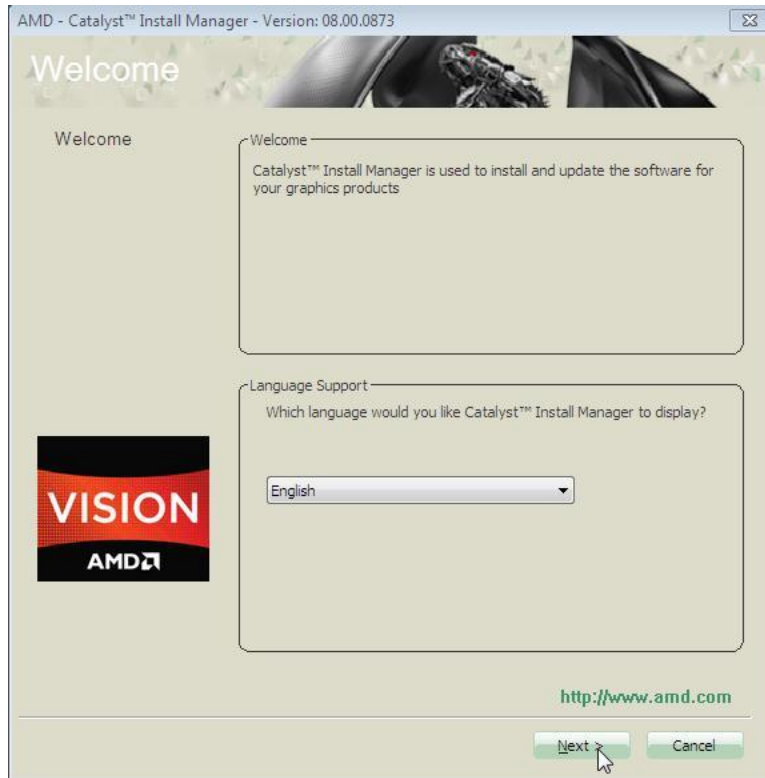 AMD - Catalyst™ Install Manager - Version: 08.00.0873
Welcome
Welcome
Welcome
Catalyst™ Install Manager is used to install and update the software for
your graphics products
Language Support
Which language would you like Catalyst™ Install Manager to display?
English
VISION
AMD
http://www.amd.com
Next >
Cancel